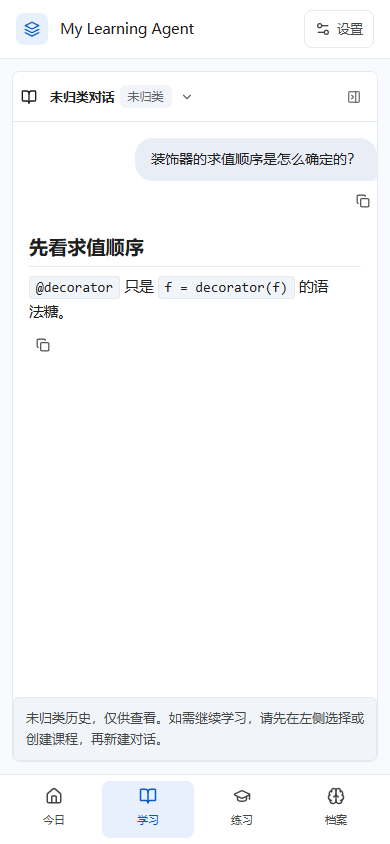 My Learning Agent
设置
未归类对话 未归类
装饰器的求值顺序是怎么确定的？
先看求值顺序
@decorator 只是 f = decorator(f) 的语
法糖。
未归类历史，仅供查看。如需继续学习，请先在左侧选择或
创建课程，再新建对话。
今日 学习 练习 档案